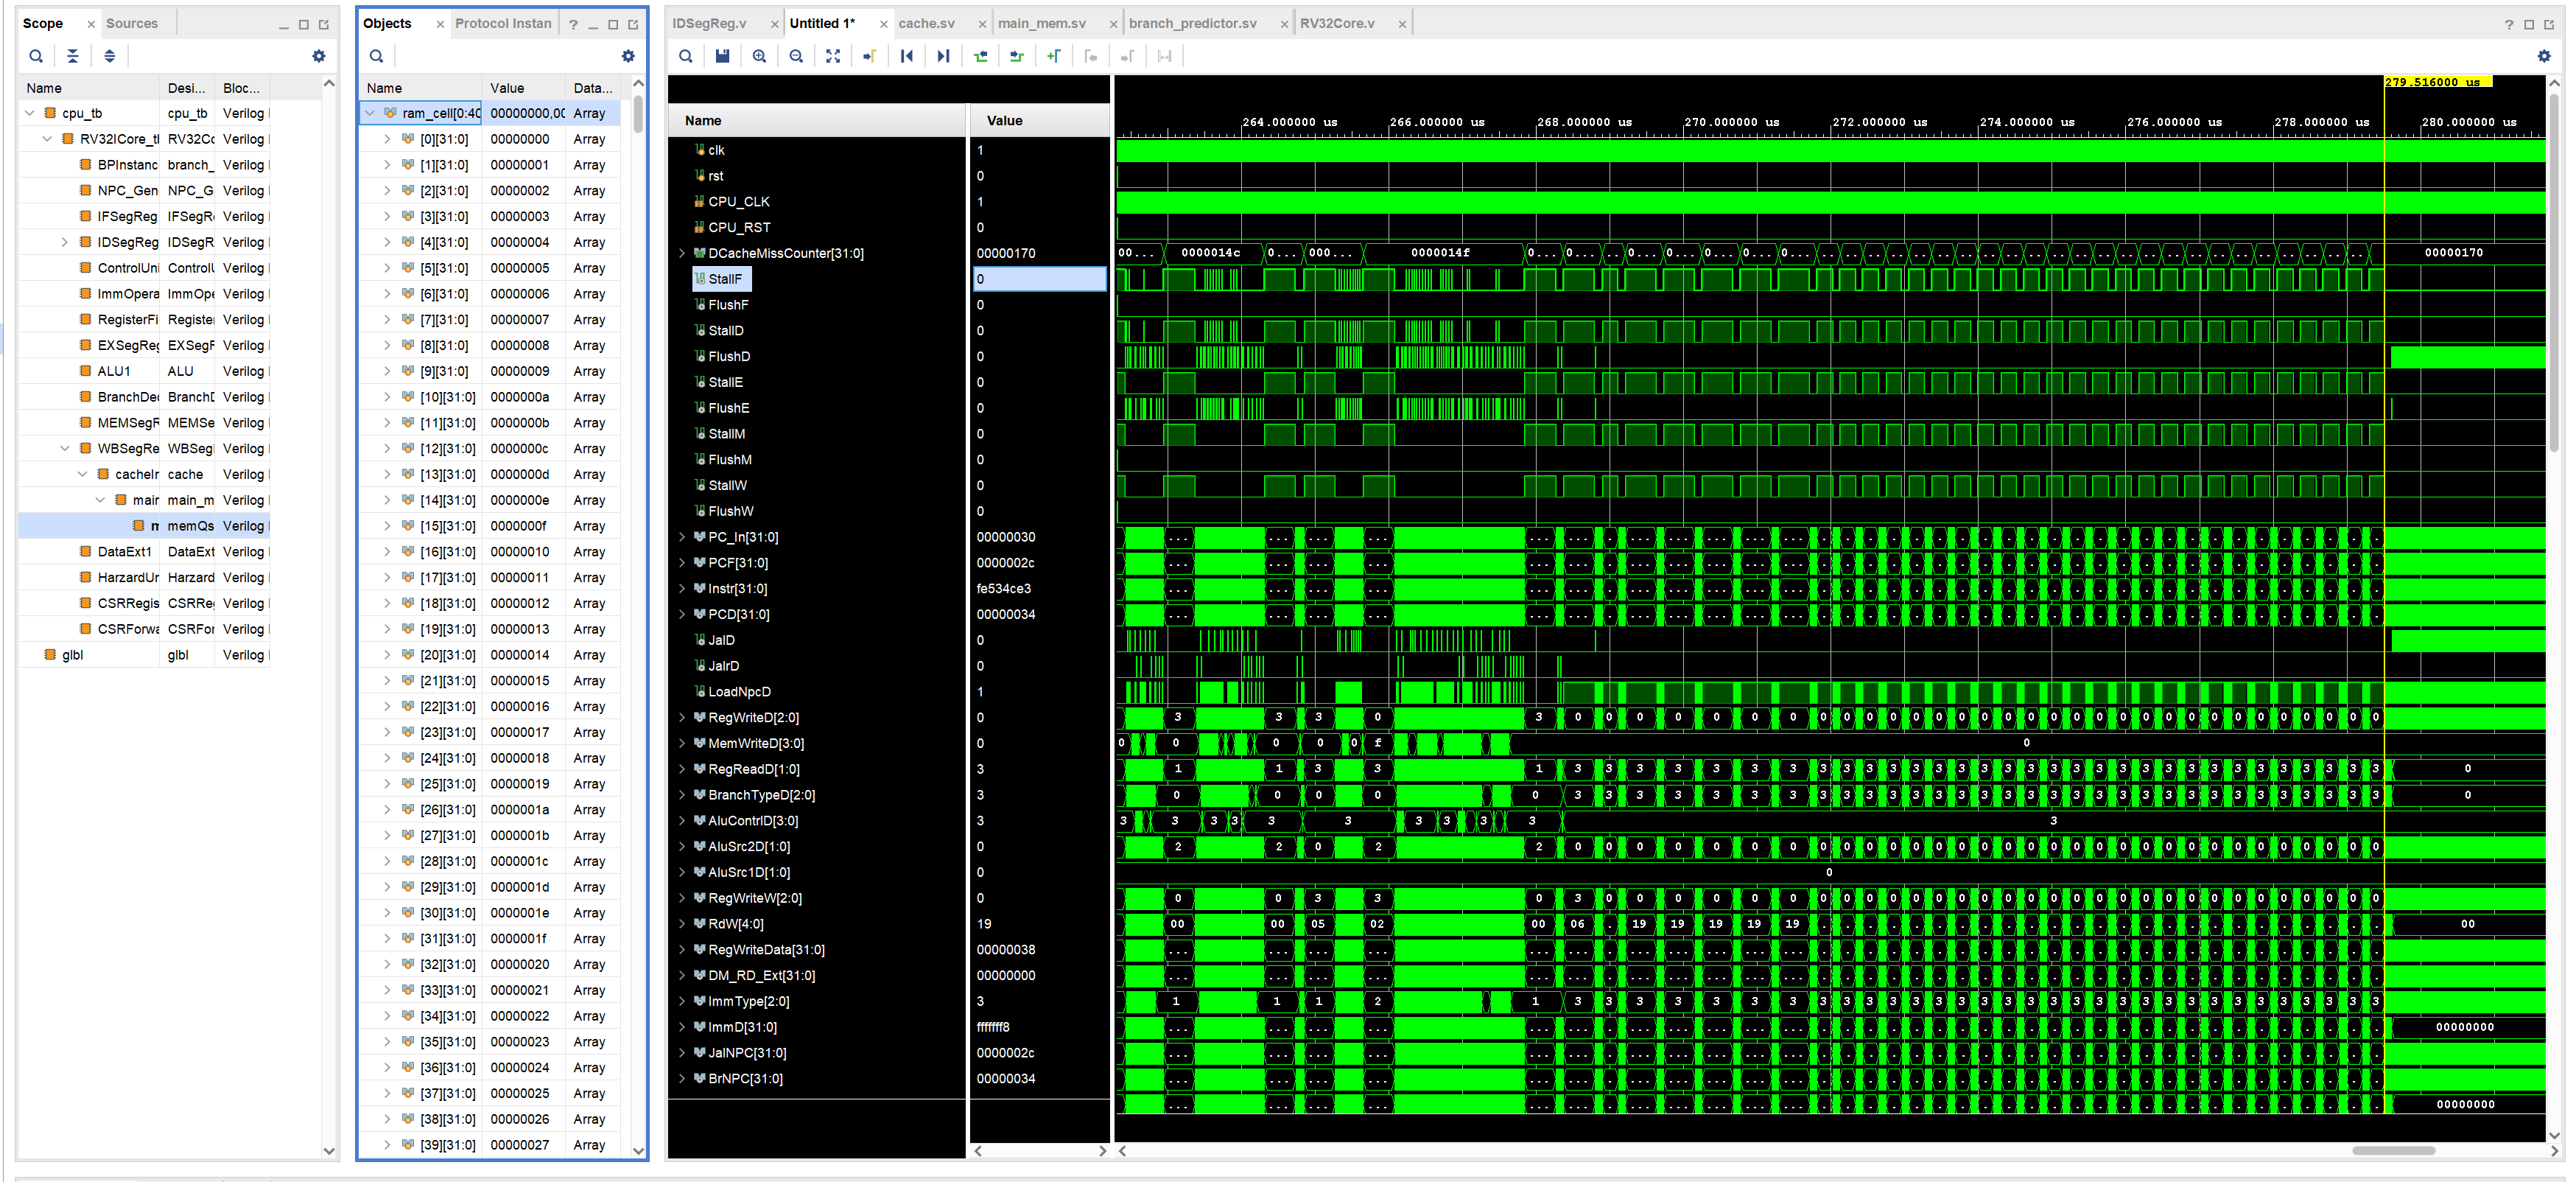 Scope
Sources
Objects
Protocol Instan
?
IDSegReg.v
Untitled 1*
cache.sv
main_mem.sv
branch_predictor.sv
RV32Core.v
?
Name Desi... Bloc...
cpu_tb cpu_tb Verilog
RV32ICore_t RV32Co Verilog
BPInstanc branch_ Verilog
NPC_Gen NPC_G Verilog
IFSegReg IFSegR Verilog
IDSegReg IDSegR Verilog
ControlUni Control Verilog
ImmOpera ImmOpe Verilog
RegisterFi Registe Verilog
EXSegReg EXSegF Verilog
ALU1 ALU Verilog
BranchDec BranchD Verilog
MEMSegR MEMSe Verilog
WBSegRe WBSegI Verilog
cacheIr cache Verilog
mair main_m Verilog
memQs Verilog
DataExt1 DataExt Verilog
HarzardUr Harzard Verilog
CSRRegis CSRReg Verilog
CSRForwa CSRFor Verilog
glbl glbl Verilog
Name Value Data...
ram_cell[0:40 00000000,00 Array
[0][31:0] 00000000 Array
[1][31:0] 00000001 Array
[2][31:0] 00000002 Array
[3][31:0] 00000003 Array
[4][31:0] 00000004 Array
[5][31:0] 00000005 Array
[6][31:0] 00000006 Array
[7][31:0] 00000007 Array
[8][31:0] 00000008 Array
[9][31:0] 00000009 Array
[10][31:0] 0000000a Array
[11][31:0] 0000000b Array
[12][31:0] 0000000c Array
[13][31:0] 0000000d Array
[14][31:0] 0000000e Array
[15][31:0] 0000000f Array
[16][31:0] 00000010 Array
[17][31:0] 00000011 Array
[18][31:0] 00000012 Array
[19][31:0] 00000013 Array
[20][31:0] 00000014 Array
[21][31:0] 00000015 Array
[22][31:0] 00000016 Array
[23][31:0] 00000017 Array
[24][31:0] 00000018 Array
[25][31:0] 00000019 Array
[26][31:0] 0000001a Array
[27][31:0] 0000001b Array
[28][31:0] 0000001c Array
[29][31:0] 0000001d Array
[30][31:0] 0000001e Array
[31][31:0] 0000001f Array
[32][31:0] 00000020 Array
[33][31:0] 00000021 Array
[34][31:0] 00000022 Array
[35][31:0] 00000023 Array
[36][31:0] 00000024 Array
[37][31:0] 00000025 Array
[38][31:0] 00000026 Array
[39][31:0] 00000027 Array
279.516000 us
264.000000 us 266.000000 us 268.000000 us 270.000000 us 272.000000 us 274.000000 us 276.000000 us 278.000000 us 280.000000 us
Name Value
clk 1
rst 0
CPU_CLK 1
CPU_RST 0
DCacheMissCounter[31:0] 00000170 00... 0000014c 0... 000... 0000014f 0... 0... 0... 0... 0... 0... 0... 0... 00000170
StallF 0
FlushF 0
StallD 0
FlushD 0
StallE 0
FlushE 0
StallM 0
FlushM 0
StallW 0
FlushW 0
PC_In[31:0] 00000030
PCF[31:0] 0000002c
Instr[31:0] fe534ce3
PCD[31:0] 00000034
JalD 0
JalrD 0
LoadNpcD 1
RegWriteD[2:0] 0 3 3 3 0 3 0 0 0 0 0 0 0
MemWriteD[3:0] 0 0 0 0 0 0 f 0
RegReadD[1:0] 3 1 1 3 3 1 3 3 3 3 3 3 3 0
BranchTypeD[2:0] 3 0 0 0 0 0 3 3 3 3 3 3 3 0
AluContrlD[3:0] 3 3 3 3 3 3 3 3 3 3 3 3
AluSrc2D[1:0] 0 2 2 0 2 2 0 0 0 0 0 0 0
AluSrc1D[1:0] 0 0
RegWriteW[2:0] 0 0 0 3 3 0 3 0 0 0 0 0 0
RdW[4:0] 19 00 00 05 02 00 06 19 19 19 19 19 00
RegWriteData[31:0] 00000038
DM_RD_Ext[31:0] 00000000
ImmType[2:0] 3 1 1 1 2 1 3 3 3 3 3 3 3
ImmD[31:0] fffffff8 00000000
JalNPC[31:0] 0000002c
BrNPC[31:0] 00000034
00000000